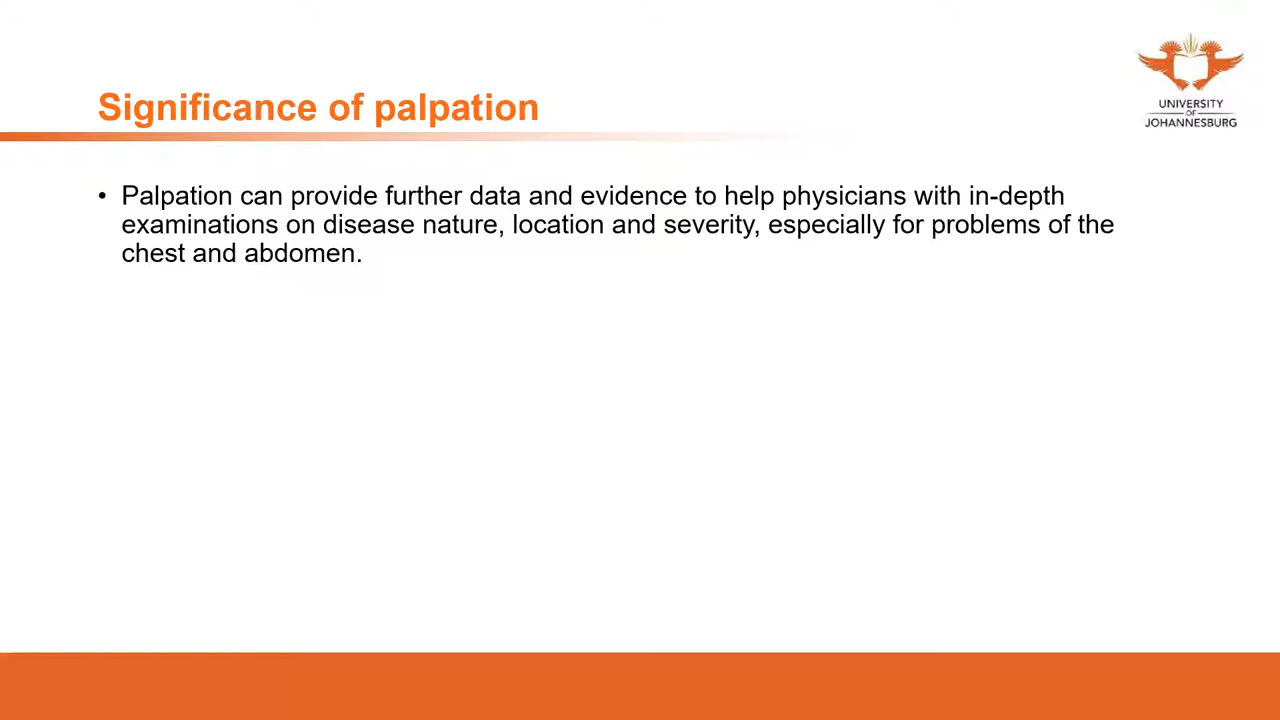 Significance of palpation
UNIVERSITY
OF
JOHANNESBURG
• Palpation can provide further data and evidence to help physicians with in-depth
examinations on disease nature, location and severity, especially for problems of the
chest and abdomen.